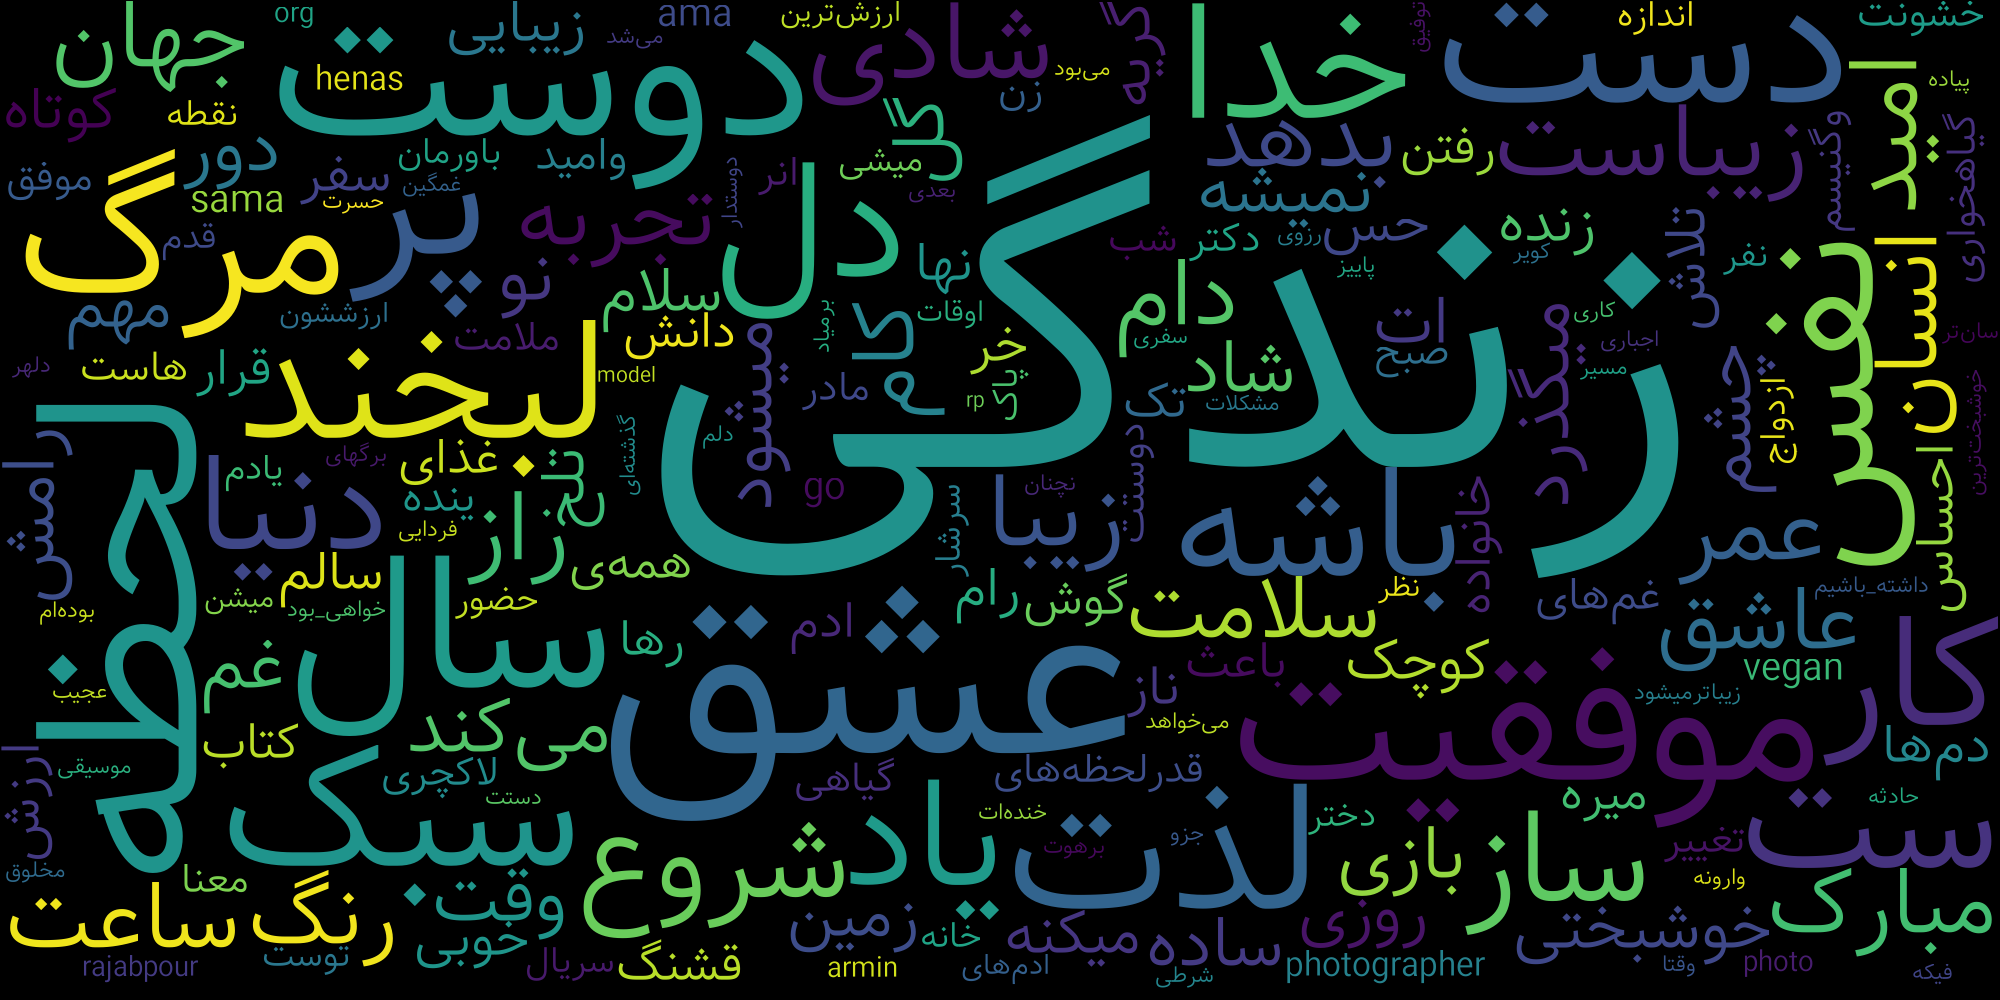 زندگی
عشق
دوست
لحظه
خدا
دست
موفقیت
لبخند
مرگ
نفس
دل
سال
سبک
لذت
باشه
یاد
شروع
ساز
ست
کار
پر
شادی
زیباست
امید
جهان
org
زیبایی
ama
می‌شد
ارزش‌ترین
گریه
توفیق
اندازه
خشونت
henas
می‌بود
زن
پیاده
کوتاه
نقطه
دور
باورمان
وامید
گل
میشی
بدهد
رفتن
وگنیسم
گیاهخواری
موفق
sama
سفر
غمگین
حسرت
دوستدار
انر
بعدی
نمیشه
قدم
تجربه
نو
نها
شب
دکتر
رزوی
حس
زنده
کویر
تلاش
نفر
انسان
مهم
ارزششون
سلام
برمیاد
کام
اوقات
دام
سفری
پاییز
ات
کاری
میگذرد
سان‌تر
دلهر
هاست
قرار
ملامت
دانش
model
میشود
مادر
خر
پاک
rp
شاد
تک
مشکلات
صبح
مسیر
اجباری
چشم
ازدواج
خوشبخت‌ترین
احساس
دلم
گذشته‌ای
برگهای
غذای
یادم
تلخ
ینده
فردایی
زاز
دنیا
go
سرشار
نچنان
زیبا
دوستت
خانواده
عمر
امش
همه‌ی
سالم
میشن
خواهی_بود
حضور
بوده‌ام
رام
گوش
سلامت
نظر
غم‌های
داشته_باشیم
عاشق
رها
ادم
باعث
کوچک
vegan
زیباترمیشود
غم
عجیب
ناز
می‌خواهد
دم‌ها
کتاب
کند
می
ارزش
موسیقی
لاکچری
دستت
گیاهی
قدرلحظه‌های
خنده‌ات
میره
حادثه
دختر
جزو
برهوت
بازی
تغییر
مخلوق
معنا
وارونه
ساعت
رنگ
وقت
خوبی
زمین
خانه
میکنه
ساده
روزی
خوشبختی
مبارک
rajabpour
توست
سریال
قشنگ
armin
ادم‌های
شرطی
photographer
وقتا
photo
فیکه